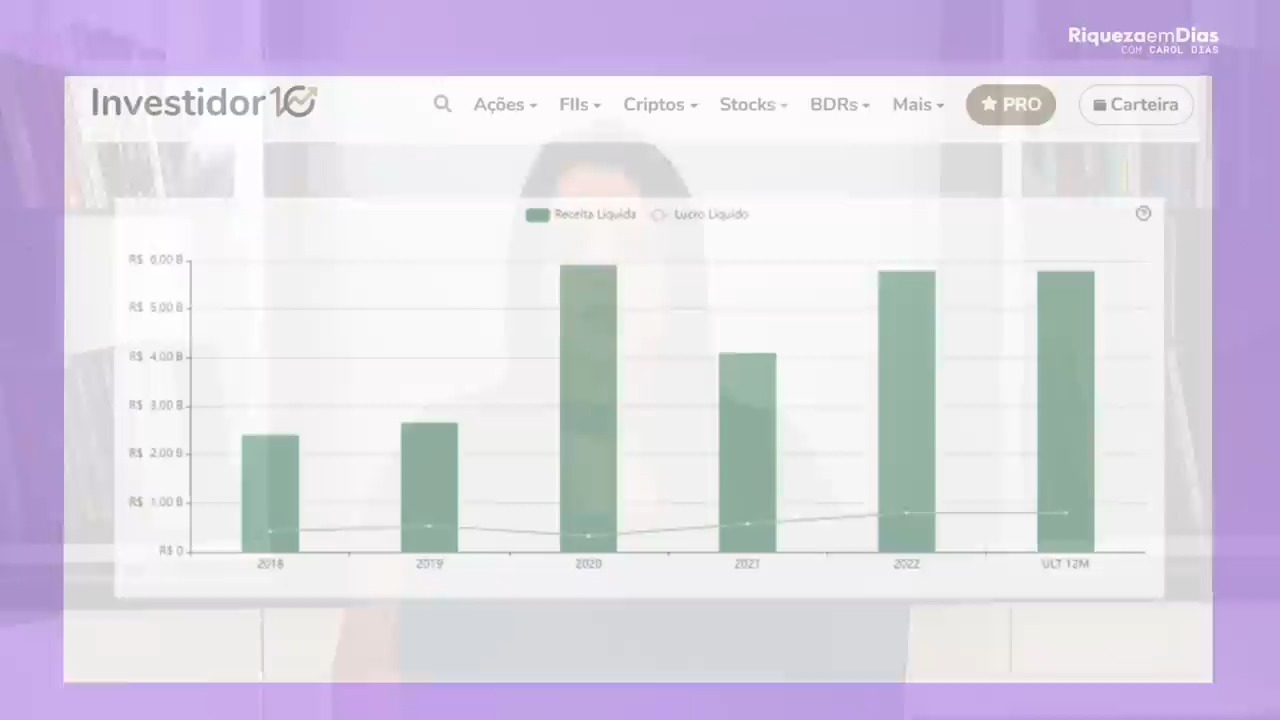 RiquezaemDias
COM CAROL DIAS
Investidor10
Ações
FIIs
Criptos
Stocks
BDRs
Mais
PRO
Carteira
Receita Líquida
Lucro Líquido
R$ 6,00 B
R$ 5,00 B
R$ 4,00 B
R$ 3,00 B
R$ 2,00 B
R$ 1,00 B
R$ 0
2018
2019
2020
2021
2022
ÚLT 12M